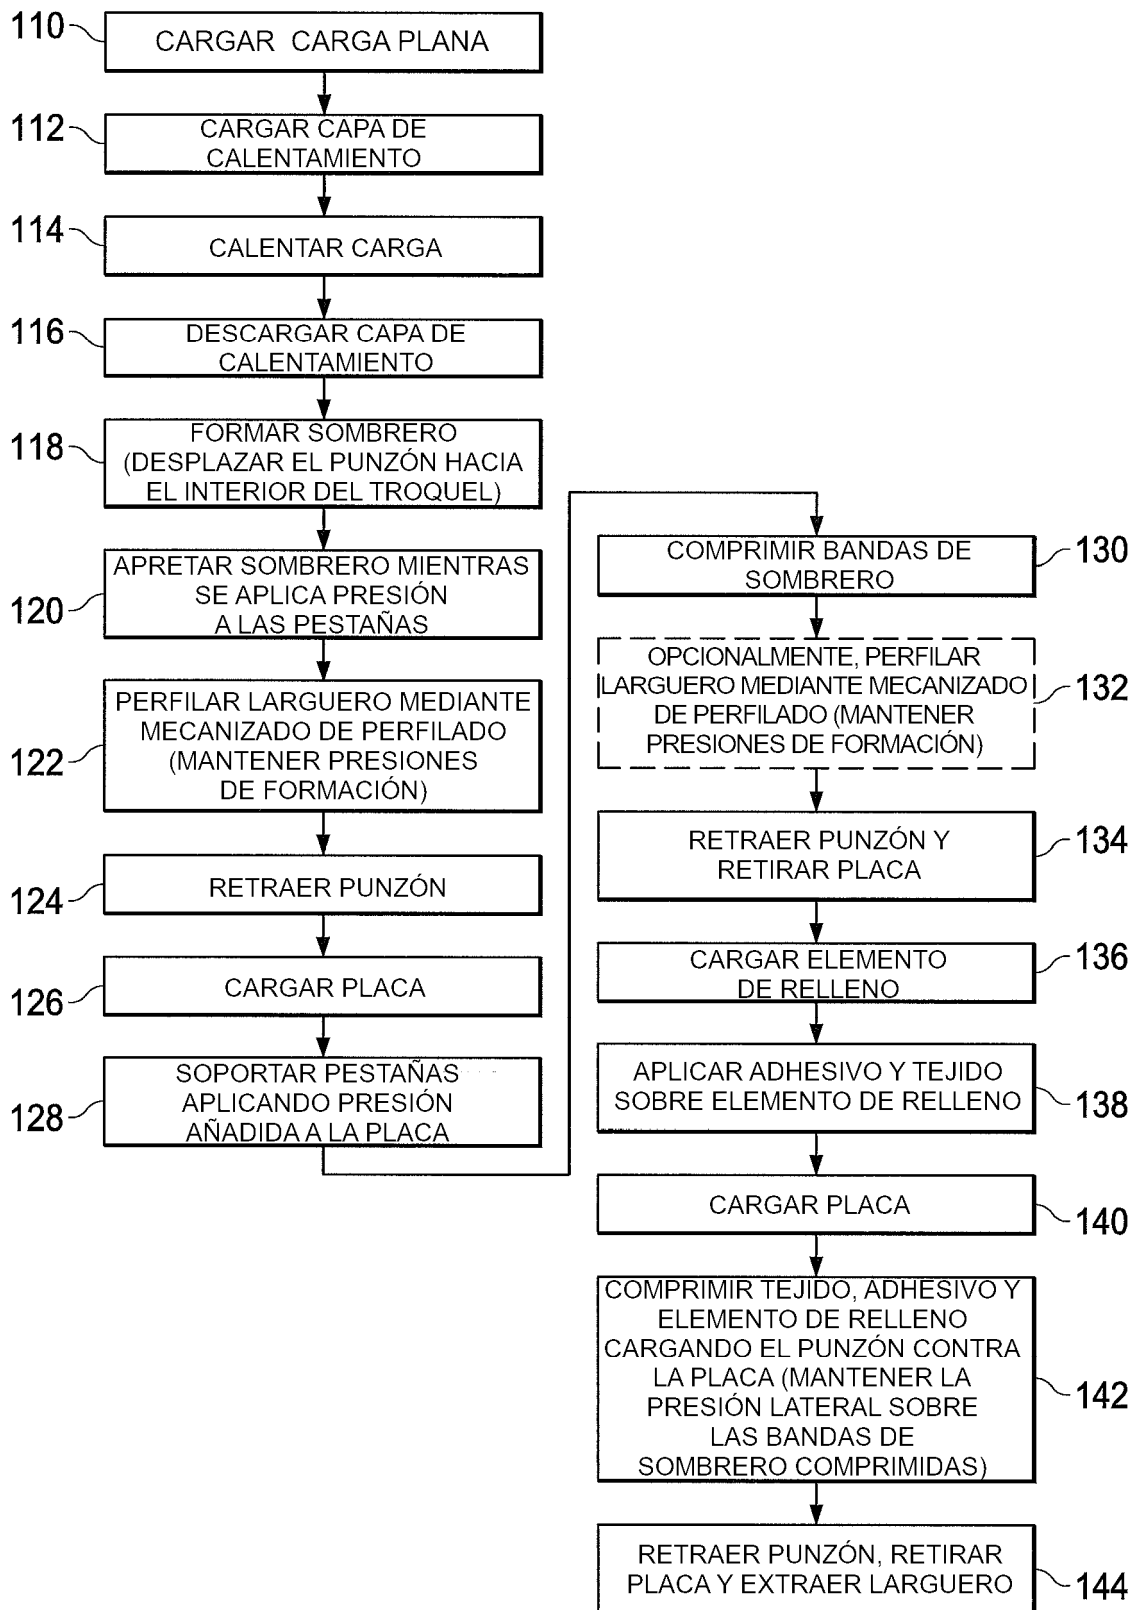 110
CARGAR CARGA PLANA
112
CARGAR CAPA DE
CALENTAMIENTO
114
CALENTAR CARGA
116
DESCARGAR CAPA DE
CALENTAMIENTO
118
FORMAR SOMBRERO
(DESPLAZAR EL PUNZÓN HACIA
EL INTERIOR DEL TROQUEL)
120
APRETAR SOMBRERO MIENTRAS
SE APLICA PRESIÓN
A LAS PESTAÑAS
122
PERFILAR LARGUERO MEDIANTE
MECANIZADO DE PERFILADO
(MANTENER PRESIONES
DE FORMACIÓN)
124
RETRAER PUNZÓN
126
CARGAR PLACA
128
SOPORTAR PESTAÑAS
APLICANDO PRESIÓN
AÑADIDA A LA PLACA
COMPRIMIR BANDAS DE
SOMBRERO
130
OPCIONALMENTE, PERFILAR
LARGUERO MEDIANTE MECANIZADO
DE PERFILADO (MANTENER
PRESIONES DE FORMACIÓN)
132
RETRAER PUNZÓN Y
RETIRAR PLACA
134
CARGAR ELEMENTO
DE RELLENO
136
APLICAR ADHESIVO Y TEJIDO
SOBRE ELEMENTO DE RELLENO
138
CARGAR PLACA
140
COMPRIMIR TEJIDO, ADHESIVO Y
ELEMENTO DE RELLENO
CARGANDO EL PUNZÓN CONTRA
LA PLACA (MANTENER LA
PRESIÓN LATERAL SOBRE
LAS BANDAS DE
SOMBRERO COMPRIMIDAS)
142
RETRAER PUNZÓN, RETIRAR
PLACA Y EXTRAER LARGUERO
144